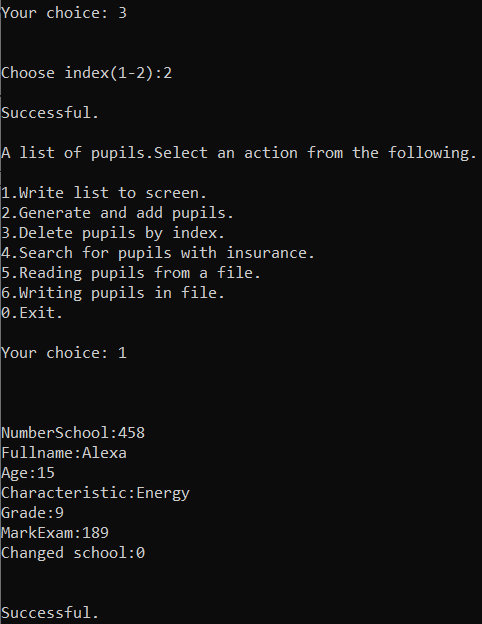 Your choice: 3
Choose index(1-2):2
Successful.
A list of pupils.Select an action from the following.
1.Write list to screen.
2.Generate and add pupils.
3.Delete pupils by index.
4.Search for pupils with insurance.
5.Reading pupils from a file.
6.Writing pupils in file.
0.Exit.
Your choice: 1
NumberSchool:458
Fullname:Alexa
Age:15
Characteristic:Energy
Grade:9
MarkExam:189
Changed school:0
Successful.